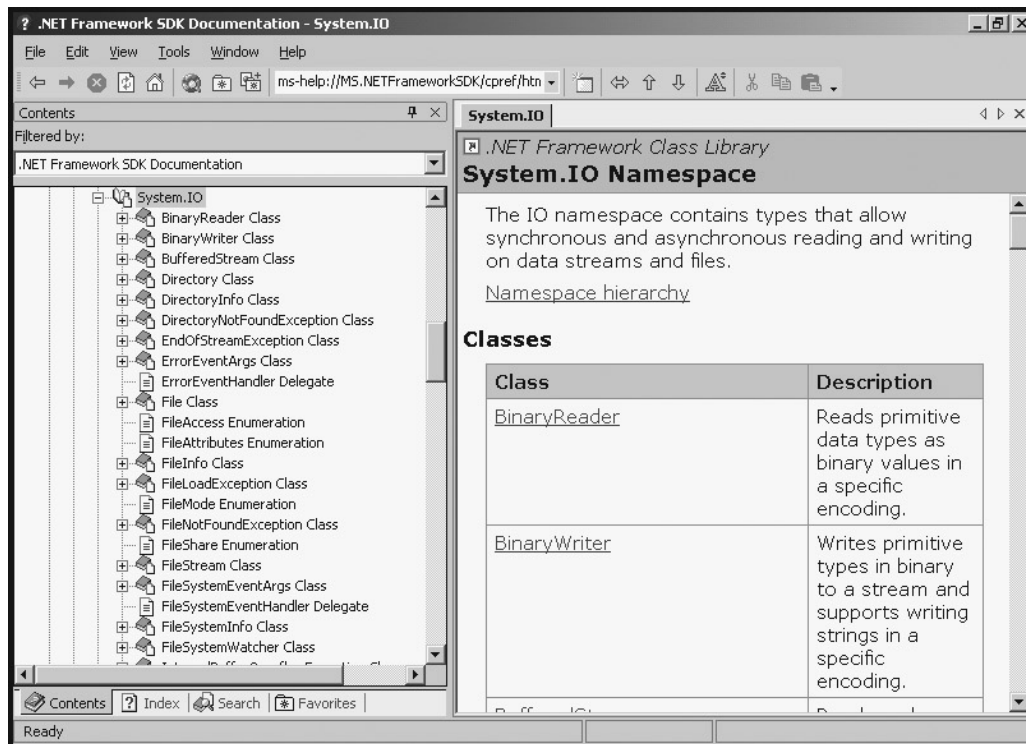 .NET Framework SDK Documentation - System.IO
File Edit View Tools Window Help
ms-help://MS.NETFrameworkSDK/cpref/htn
Contents
Filtered by:
.NET Framework SDK Documentation
System.IO
BinaryReader Class
BinaryWriter Class
BufferedStream Class
Directory Class
DirectoryInfo Class
DirectoryNotFoundException Class
EndOfStreamException Class
ErrorEventArgs Class
ErrorEventHandler Delegate
File Class
FileAccess Enumeration
FileAttributes Enumeration
FileInfo Class
FileLoadException Class
FileMode Enumeration
FileNotFoundException Class
FileShare Enumeration
FileStream Class
FileSystemEventArgs Class
FileSystemEventHandler Delegate
FileSystemInfo Class
FileSystemWatcher Class
Contents Index Search Favorites
System.IO
.NET Framework Class Library
System.IO Namespace
The IO namespace contains types that allow
synchronous and asynchronous reading and writing
on data streams and files.
Namespace hierarchy
Classes
Class Description
BinaryReader Reads primitive
data types as
binary values in
a specific
encoding.
BinaryWriter Writes primitive
types in binary
to a stream and
supports writing
strings in a
specific
encoding.
Ready